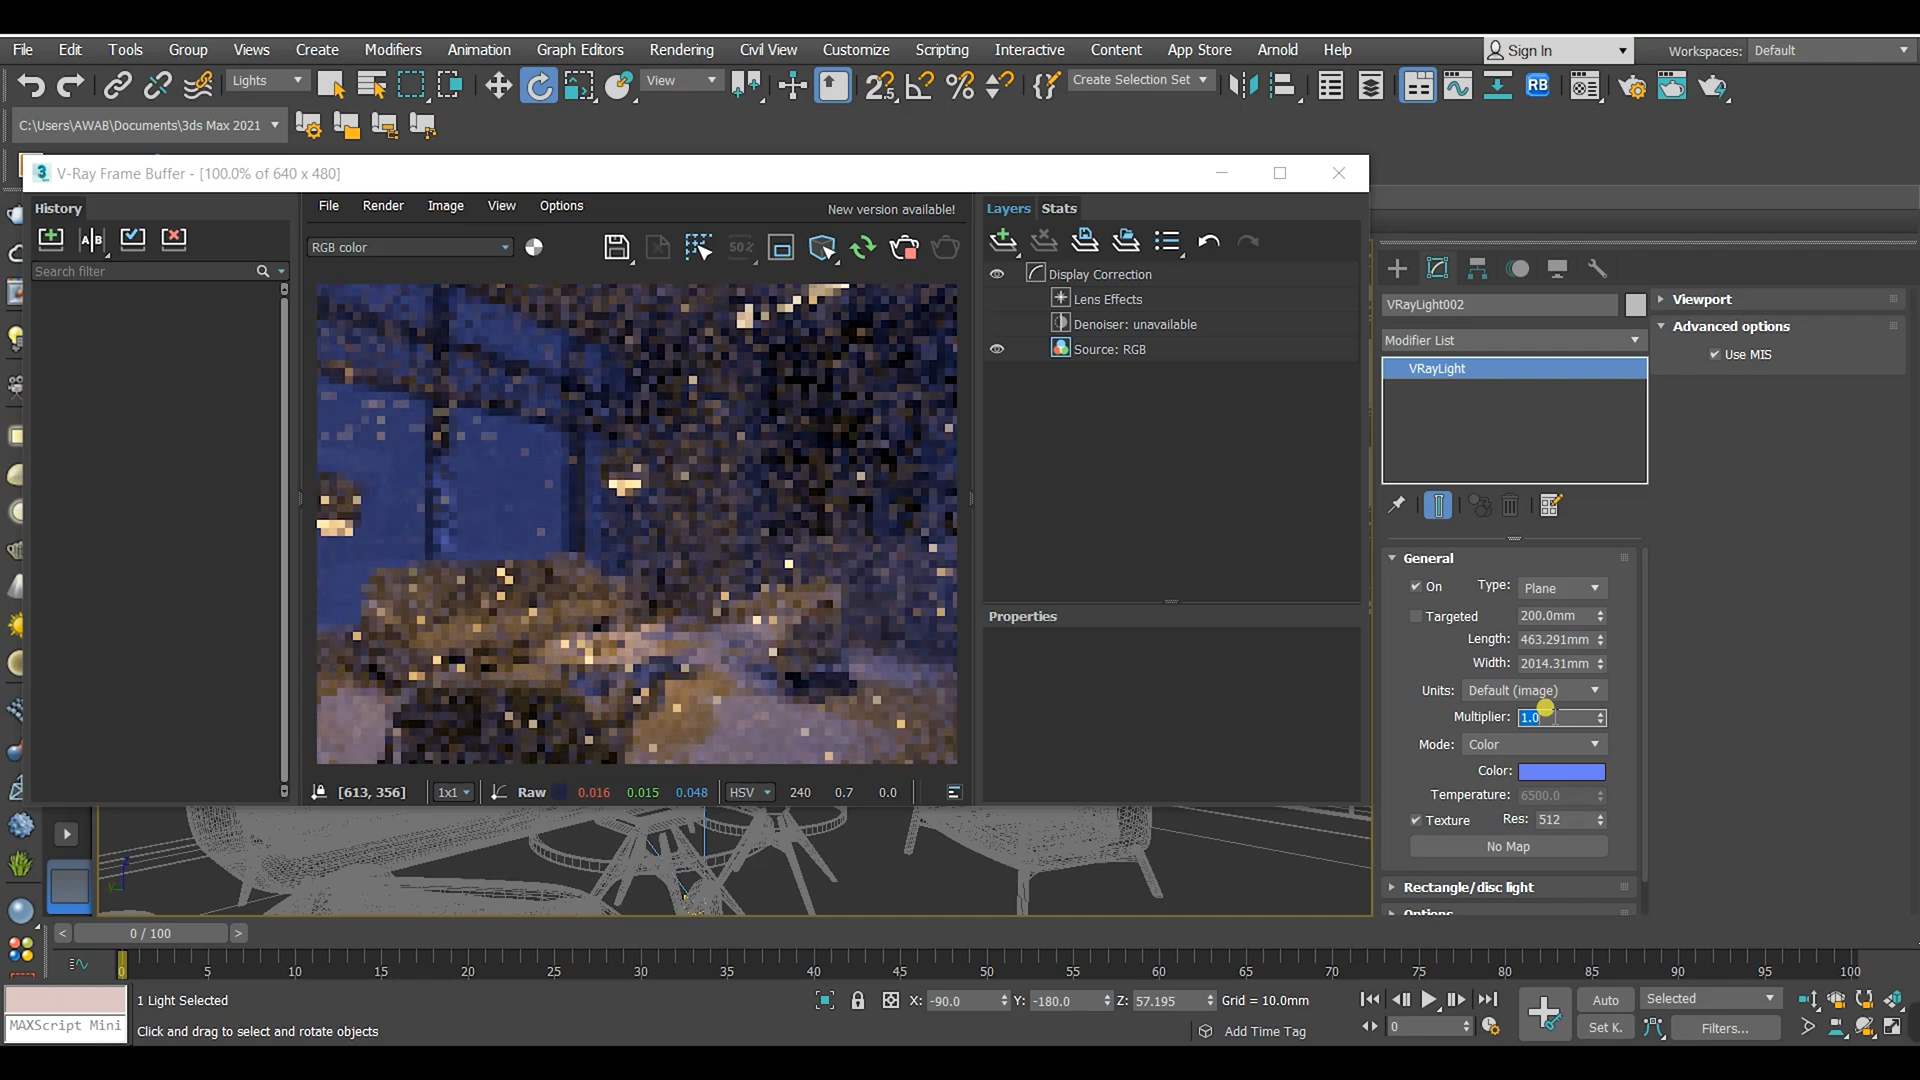 File Edit Tools Group Views Create Modifiers Animation Graph Editors Rendering Civil View Customize Scripting Interactive Content App Store Arnold Help Sign In Workspaces: Default
Lights View Create Selection Set RB
C:\Users\AWAB\Documents\3ds Max 2021
3 V-Ray Frame Buffer - [100.0% of 640 x 480]
History
Search filter
File Render Image View Options New version available!
RGB color
50%
Layers Stats
Display Correction
Lens Effects
Denoiser: unavailable
Source: RGB
Properties
[613, 356] 1x1 Raw 0.016 0.015 0.048 HSV 240 0.7 0.0
VRayLight002
Modifier List
VRayLight
General
On Type: Plane
Targeted 200.0mm
Length: 463.291mm
Width: 2014.31mm
Units: Default (image)
Multiplier: 1.0
Mode: Color
Color:
Temperature: 6500.0
Texture Res: 512
No Map
Rectangle/disc light
Options
Viewport
Advanced options
Use MIS
< 0 / 100 >
0 5 10 15 20 25 30 35 40 45 50 55 60 65 70 75 80 85 90 95 100
1 Light Selected X: -90.0 Y: -180.0 Z: 57.195 Grid = 10.0mm Auto Selected
MAXScript Mini Click and drag to select and rotate objects Add Time Tag 0 Set K. Filters...